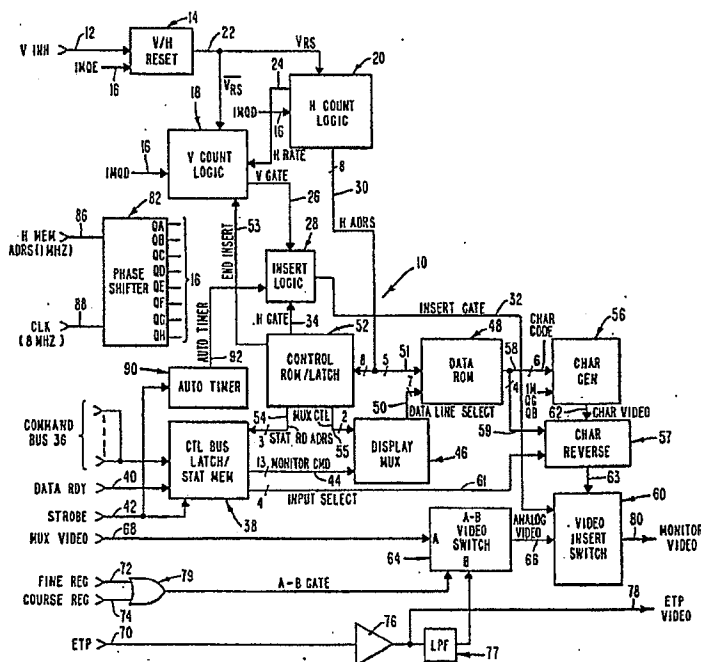 V INH
12
14
V/H RESET
22
VRS
1MQE
16
20
H COUNT LOGIC
24
1MQD
16
VRS
18
V COUNT LOGIC
H RATE
16
1MQD
8
30
H ADRS
V GATE
26
53
END INSERT
28
INSERT LOGIC
10
82
86
H MEM ADRS (1 MHZ)
PHASE SHIFTER
QA
QB
QC
QD
QE
QF
QG
QH
16
88
CLK (8 MHZ)
AUTO TIMER
92
H GATE
34
INSERT GATE
32
52
CONTROL ROM/LATCH
8
5
51
48
DATA ROM
58
CHAR CODE
6
56
CHAR GEN
4
1M
QG
QB
90
AUTO TIMER
7
50
DATA LINE SELECT
62
CHAR VIDEO
59
57
CHAR REVERSE
54
MUX CTL
2
55
3
STAT RD ADRS
COMMAND BUS 36
CTL BUS LATCH/ STAT MEM
DISPLAY MUX
46
13
MONITOR CMD
44
INPUT SELECT
4
61
63
DATA RDY
40
STROBE
42
38
MUX VIDEO
68
60
VIDEO INSERT SWITCH
80
MONITOR VIDEO
A-B VIDEO SWITCH
A
B
64
ANALOG VIDEO
66
FINE REG
72
COURSE REG
74
79
A-B GATE
78
ETP VIDEO
ETP
70
76
LPF
77